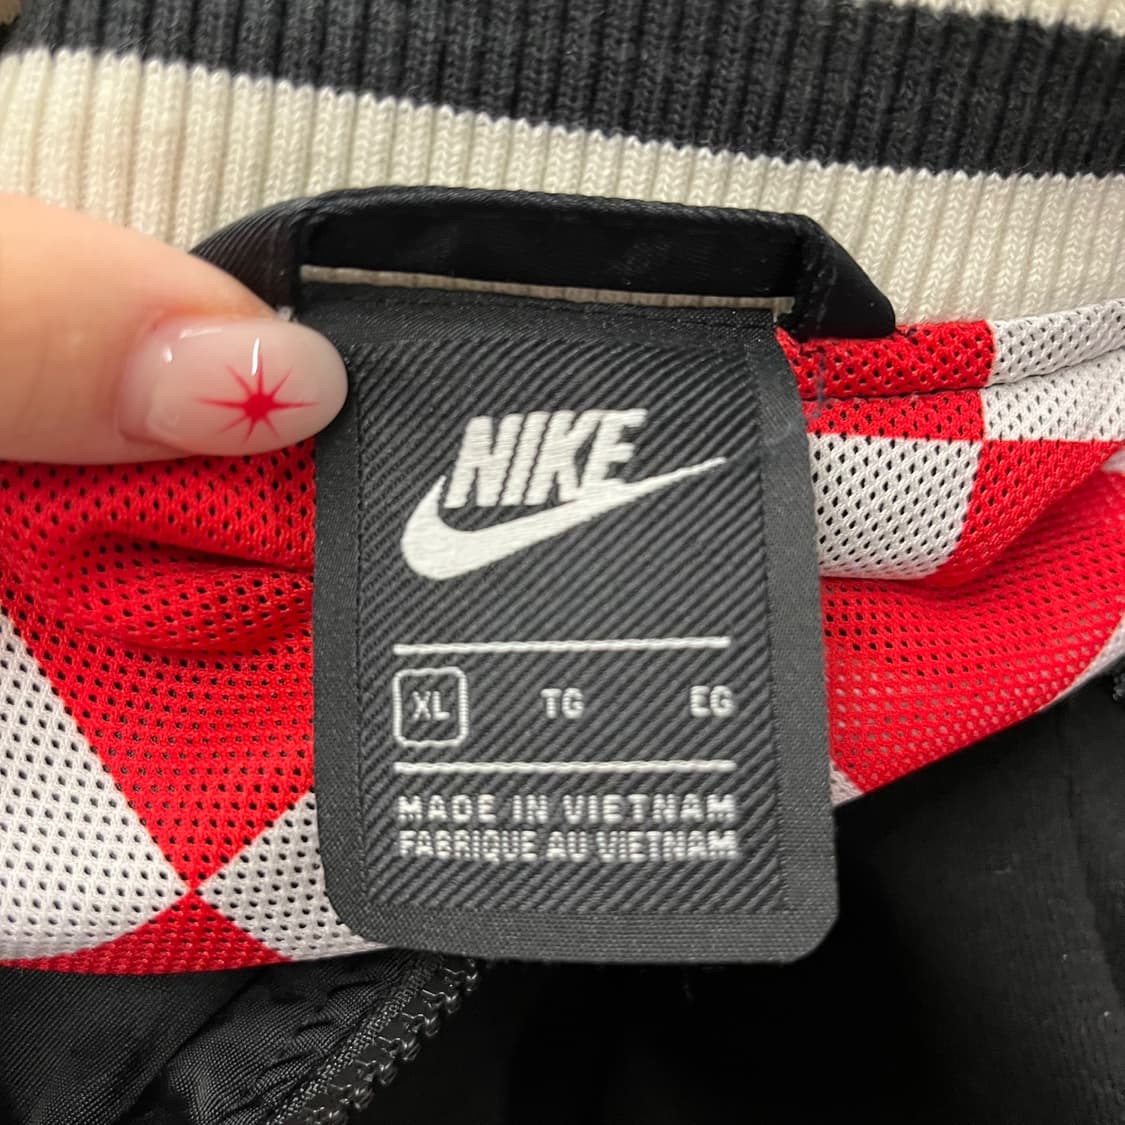 NIKE
XL TG EG
MADE IN VIETNAM
FABRIQUE AU VIETNAM